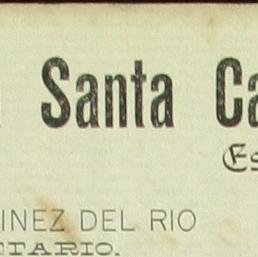 Santa Ca
Es
INEZ DEL RIO
TARIO.